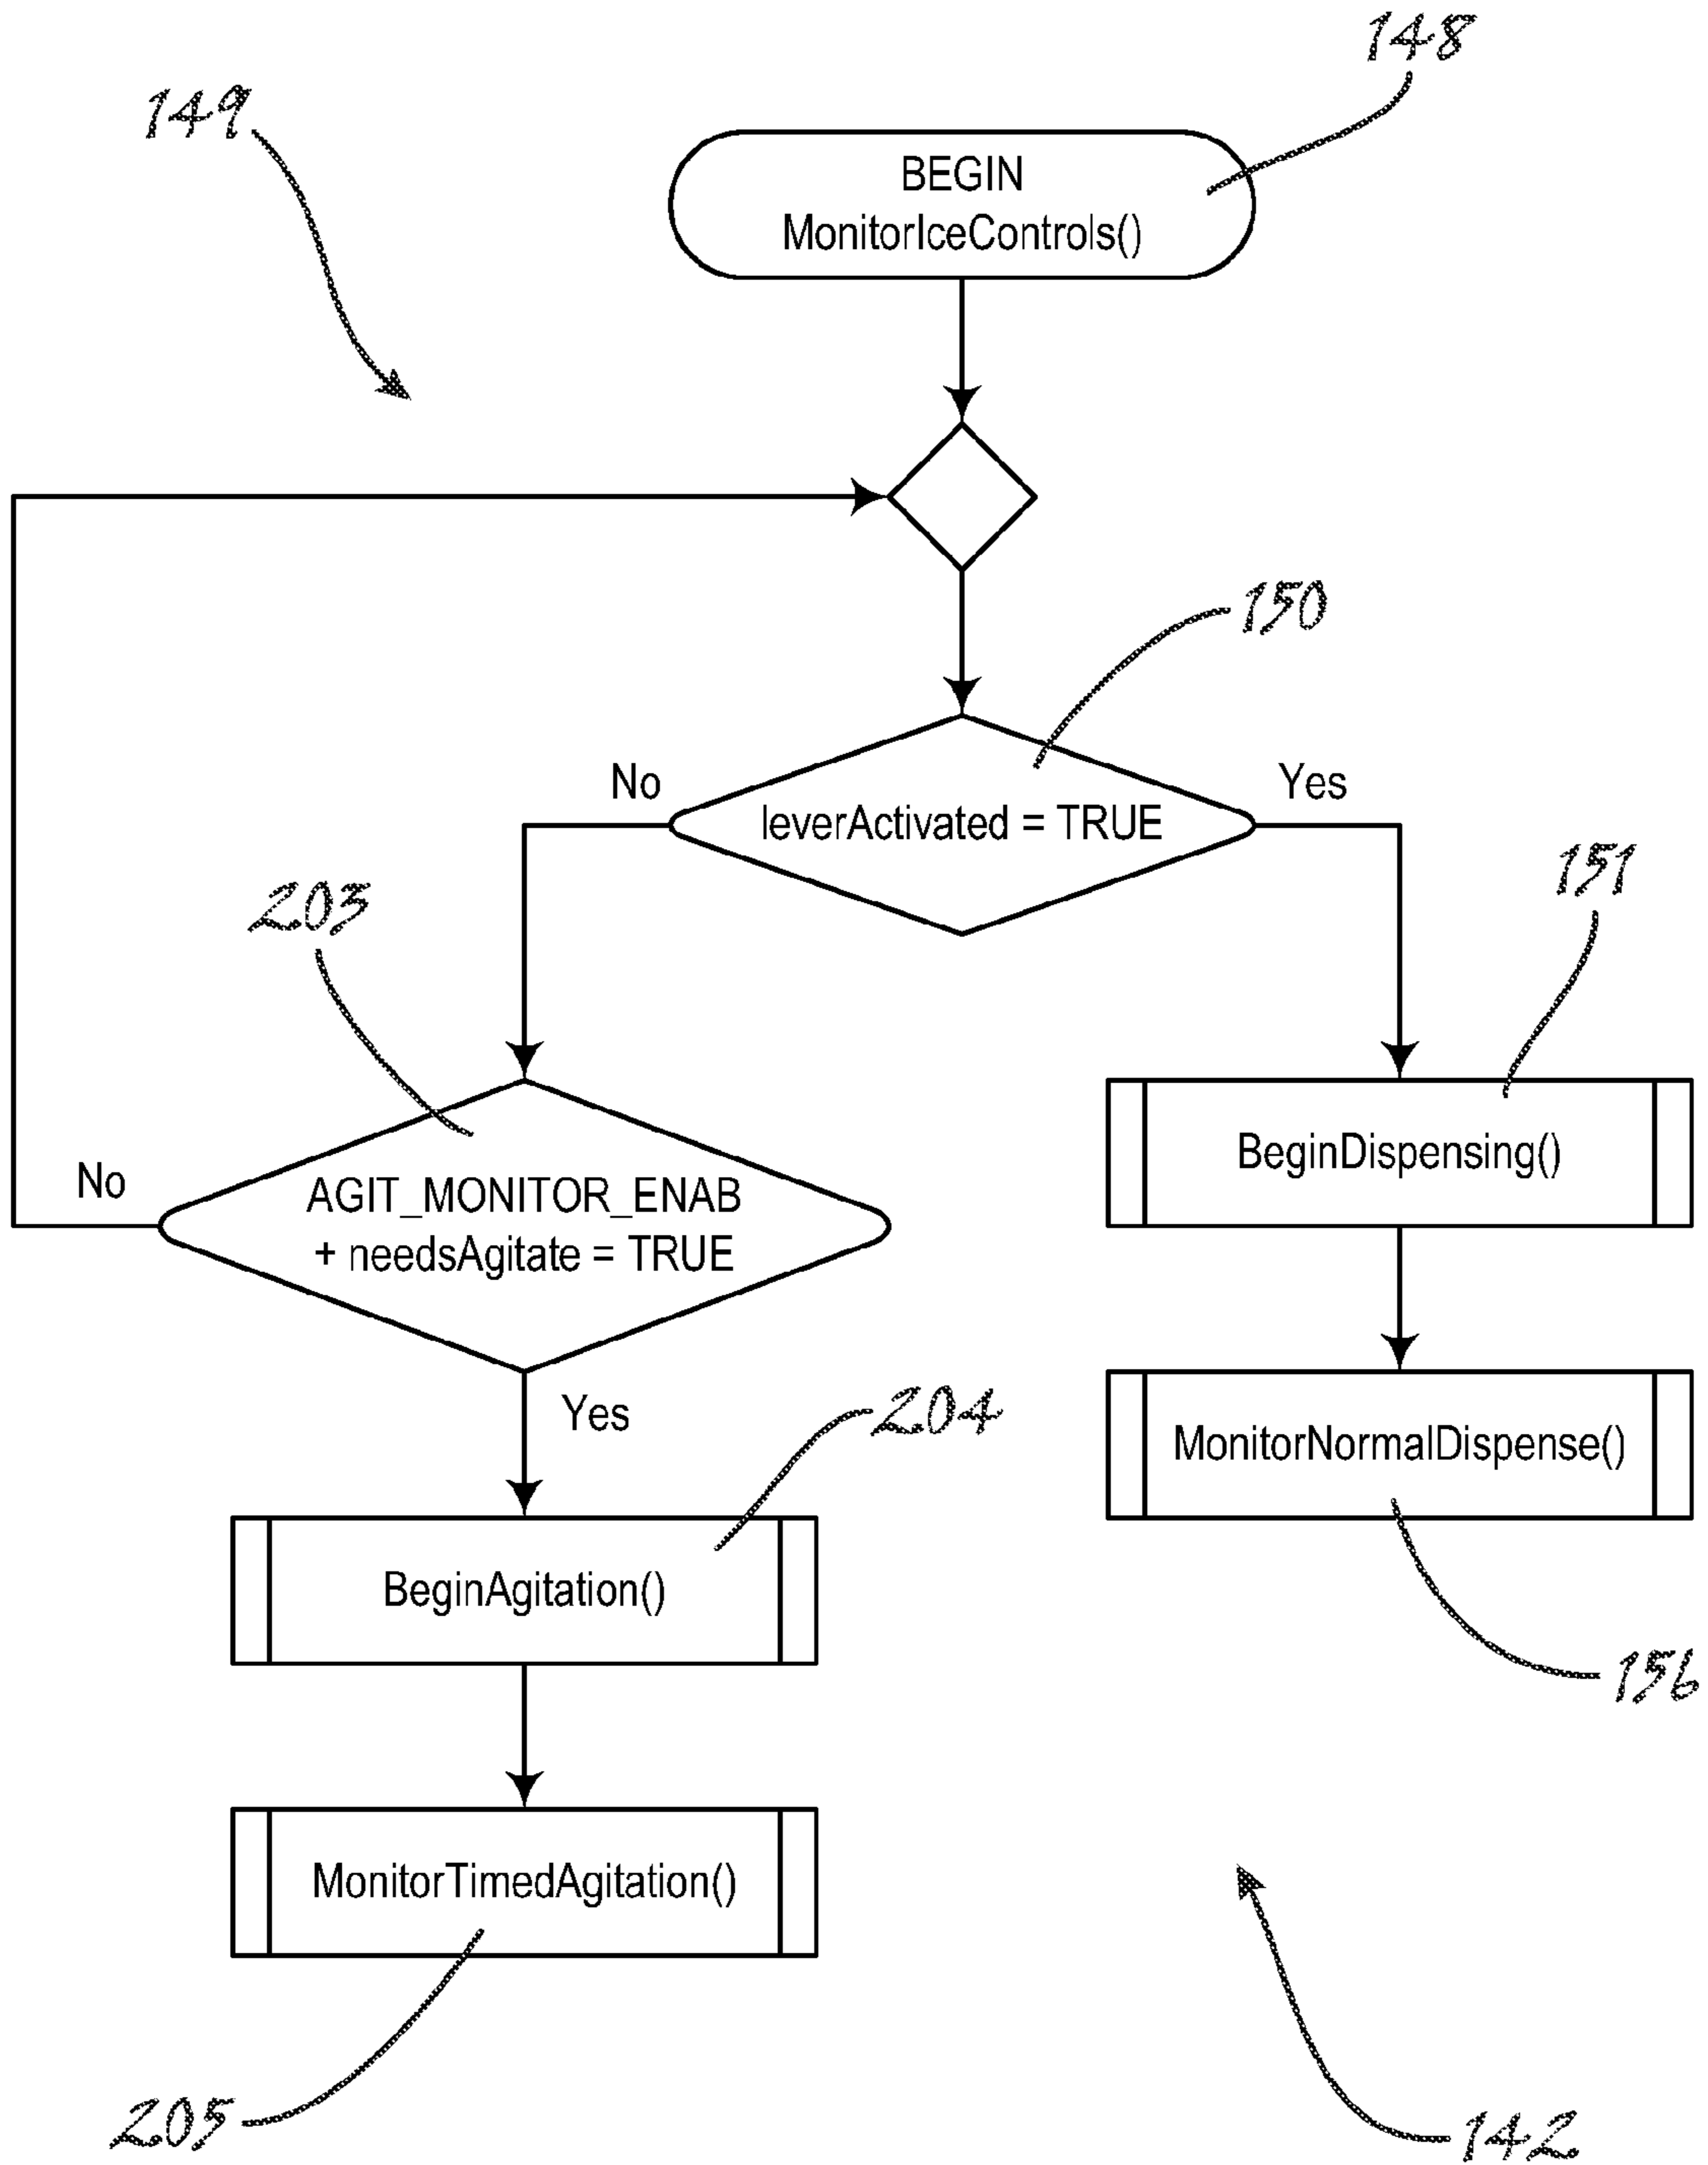 148
149
BEGIN
MonitorIceControls()
150
No
Yes
leverActivated = TRUE
151
203
No
AGIT_MONITOR_ENAB
+ needsAgitate = TRUE
BeginDispensing()
Yes
204
MonitorNormalDispense()
BeginAgitation()
156
MonitorTimedAgitation()
205
142